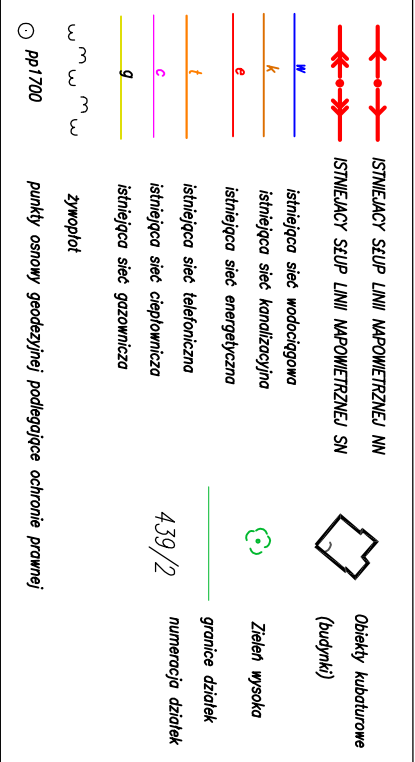 ISTNIEJACY SŁUP LINII NAPOWIETRZNEJ NN
ISTNIEJACY SŁUP LINII NAPOWIETRZNEJ SN
w istniejąca sieć wodociągowa
k istniejąca sieć kanalizacyjna
e istniejąca sieć energetyczna
t istniejąca sieć telefoniczna
c istniejąca sieć ciepłownicza
g istniejąca sieć gazownicza
żywopłot
pp1700 punkty osnowy geodezyjnej podlegające ochronie prawnej
Obiekty kubaturowe
(budynki)
Zieleń wysoka
granice działek
439/2 numeracja działek